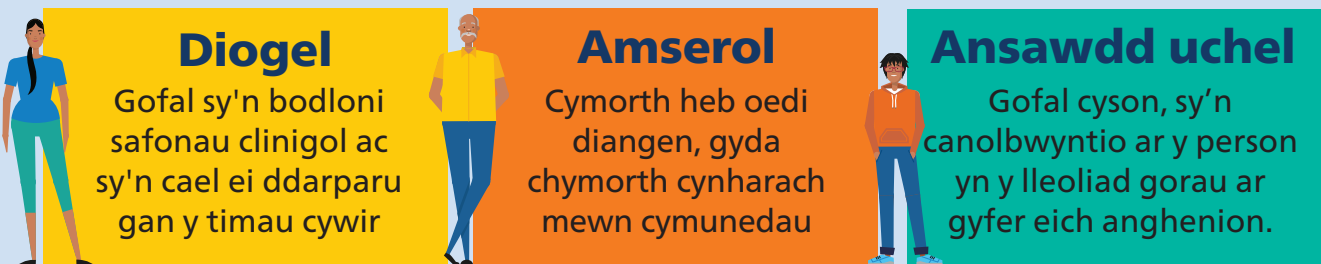 Diogel
Gofal sy'n bodloni
safonau clinigol ac
sy'n cael ei ddarparu
gan y timau cywir
Amserol
Cymorth heb oedi
diangen, gyda
chymorth cynharach
mewn cymunedau
Ansawdd uchel
Gofal cyson, sy’n
canolbwyntio ar y person
yn y lleoliad gorau ar
gyfer eich anghenion.